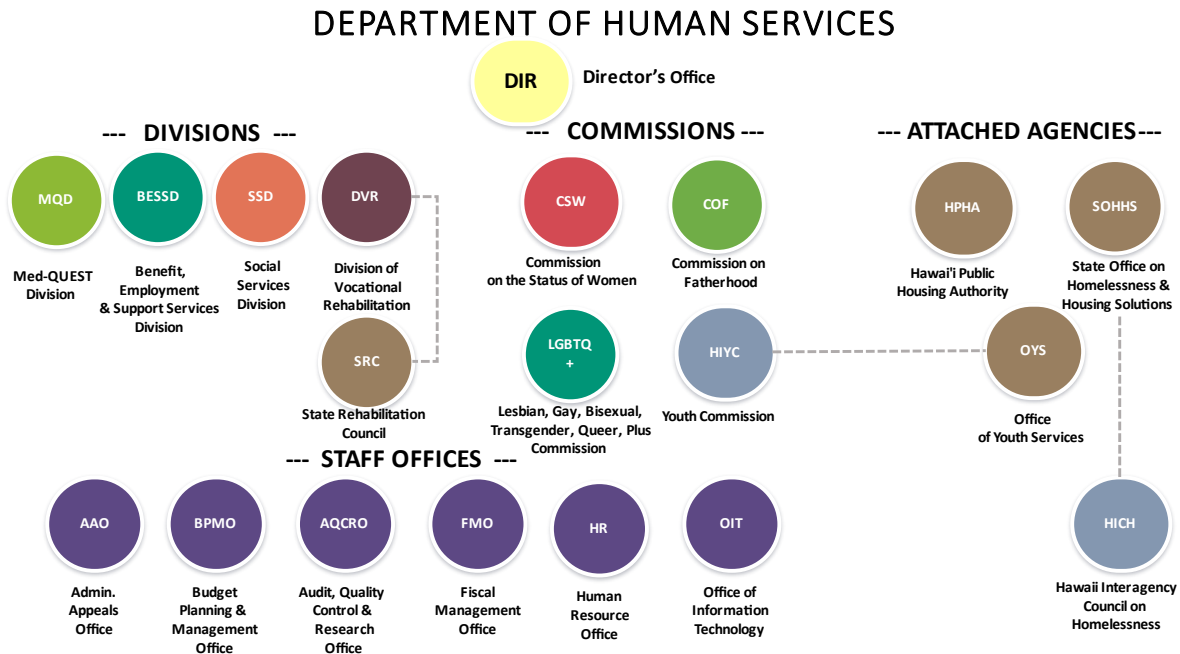 DEPARTMENT OF HUMAN SERVICES
DIR
Director's Office
--- DIVISIONS ---
MQD
Med-QUEST
Division
BESSD
Benefit,
Employment
& Support Services
Division
SSD
Social
Services
Division
DVR
Division of
Vocational
Rehabilitation
SRC
State Rehabilitation
Council
--- COMMISSIONS ---
CSW
Commission
on the Status of Women
COF
Commission on
Fatherhood
LGBTQ
+
Lesbian, Gay, Bisexual,
Transgender, Queer, Plus
Commission
HIYC
Youth Commission
--- ATTACHED AGENCIES ---
HPHA
Hawai'i Public
Housing Authority
SOHHS
State Office on
Homelessness &
Housing Solutions
OYS
Office
of Youth Services
HICH
Hawaii Interagency
Council on
Homelessness
--- STAFF OFFICES ---
AAO
Admin.
Appeals
Office
BPMO
Budget
Planning &
Management
Office
AQCRO
Audit, Quality
Control &
Research
Office
FMO
Fiscal
Management
Office
HR
Human
Resource
Office
OIT
Office of
Information
Technology